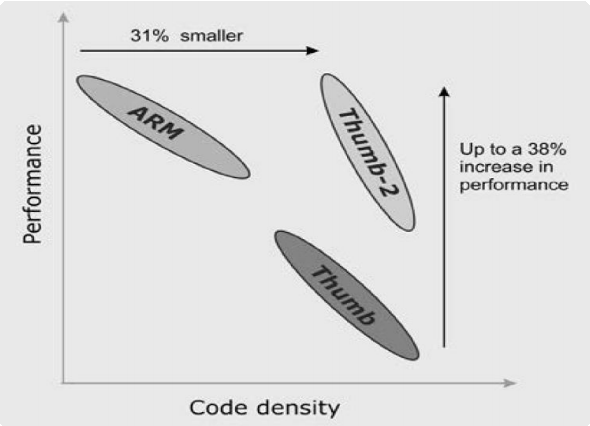 31% smaller
ARM
Thumb-2
Up to a 38%
increase in
performance
Performance
Thumb
Code density